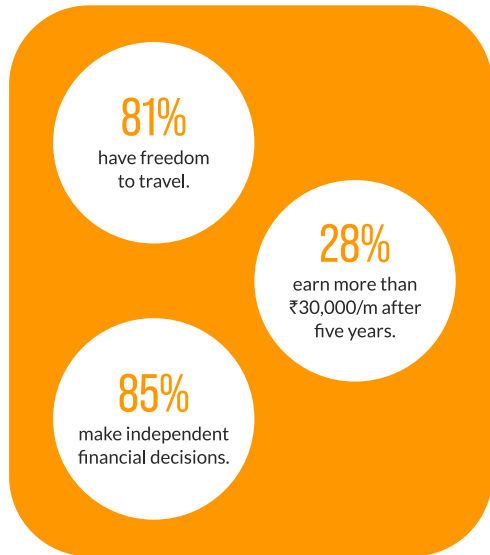 81%
have freedom
to travel.
28%
earn more than
₹30,000/m after
five years.
85%
make independent
financial decisions.